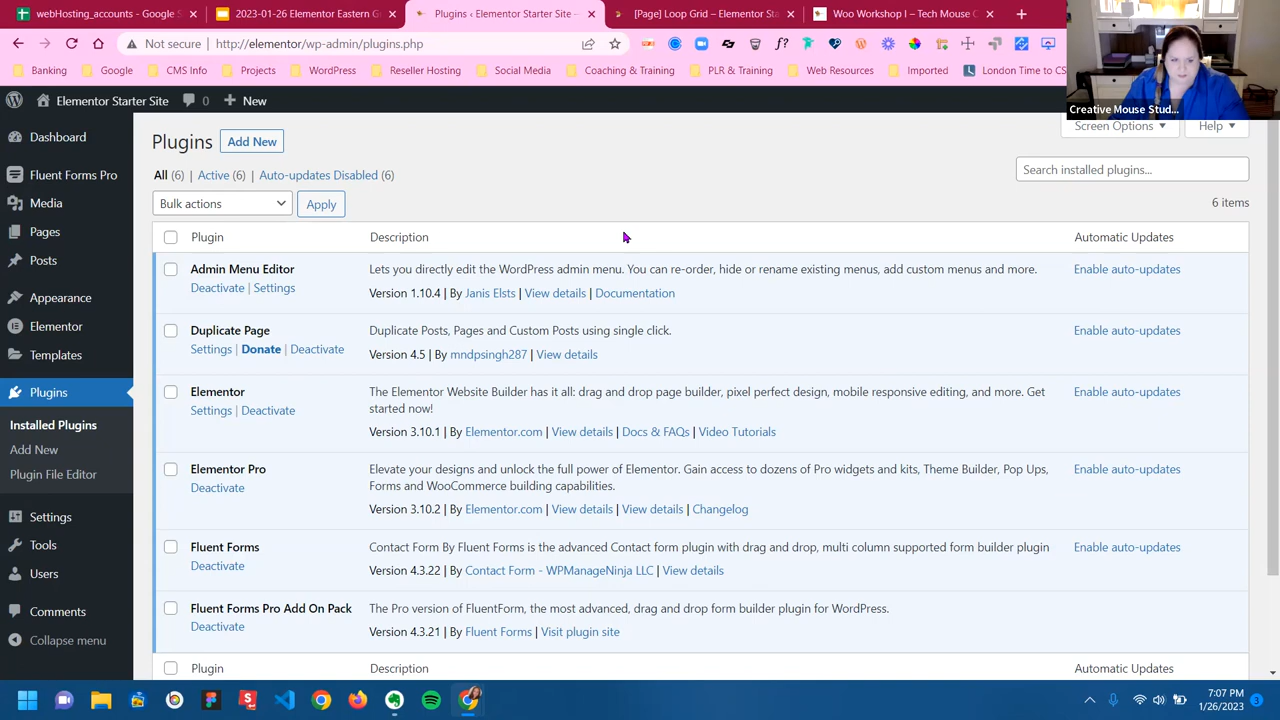 webHosting_accounts - Google S
2023-01-26 Elementor Eastern G
Plugins ‹ Elementor Starter Site —
[Page] Loop Grid – Elementor Sta
Woo Workshop I – Tech Mouse C
Not secure
http://elementor/wp-admin/plugins.php
Banking
Google
CMS Info
Projects
WordPress
Reseller Hosting
Social Media
Coaching & Training
PLR & Training
Web Resources
Imported
London Time to CS
Creative Mouse Stud...
Elementor Starter Site
0
New
Screen Options
Help
Dashboard
Fluent Forms Pro
Media
Pages
Posts
Appearance
Elementor
Templates
Plugins
Installed Plugins
Add New
Plugin File Editor
Settings
Tools
Users
Comments
Collapse menu
Plugins
Add New
All (6) | Active (6) | Auto-updates Disabled (6)
Search installed plugins...
Bulk actions
Apply
6 items
Plugin
Description
Automatic Updates
Admin Menu Editor
Deactivate | Settings
Lets you directly edit the WordPress admin menu. You can re-order, hide or rename existing menus, add custom menus and more.
Version 1.10.4 | By Janis Elsts | View details | Documentation
Enable auto-updates
Duplicate Page
Settings | Donate | Deactivate
Duplicate Posts, Pages and Custom Posts using single click.
Version 4.5 | By mndpsingh287 | View details
Enable auto-updates
Elementor
Settings | Deactivate
The Elementor Website Builder has it all: drag and drop page builder, pixel perfect design, mobile responsive editing, and more. Get
started now!
Version 3.10.1 | By Elementor.com | View details | Docs & FAQs | Video Tutorials
Enable auto-updates
Elementor Pro
Deactivate
Elevate your designs and unlock the full power of Elementor. Gain access to dozens of Pro widgets and kits, Theme Builder, Pop Ups,
Forms and WooCommerce building capabilities.
Version 3.10.2 | By Elementor.com | View details | View details | Changelog
Enable auto-updates
Fluent Forms
Deactivate
Contact Form By Fluent Forms is the advanced Contact form plugin with drag and drop, multi column supported form builder plugin
Version 4.3.22 | By Contact Form - WPManageNinja LLC | View details
Enable auto-updates
Fluent Forms Pro Add On Pack
Deactivate
The Pro version of FluentForm, the most advanced, drag and drop form builder plugin for WordPress.
Version 4.3.21 | By Fluent Forms | Visit plugin site
Plugin
Description
Automatic Updates
7:07 PM
1/26/2023
3